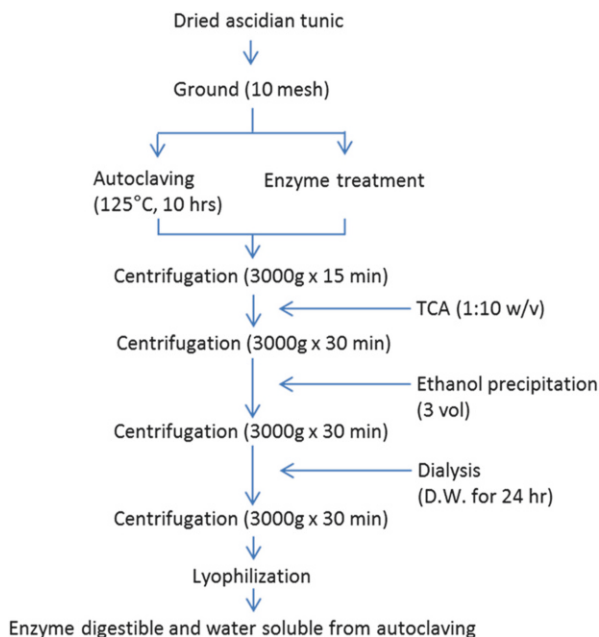 Dried ascidian tunic
Ground (10 mesh)
Autoclaving
(125°C, 10 hrs)
Enzyme treatment
Centrifugation (3000g x 15 min)
TCA (1:10 w/v)
Centrifugation (3000g x 30 min)
Ethanol precipitation
(3 vol)
Centrifugation (3000g x 30 min)
Dialysis
(D.W. for 24 hr)
Centrifugation (3000g x 30 min)
Lyophilization
Enzyme digestible and water soluble from autoclaving